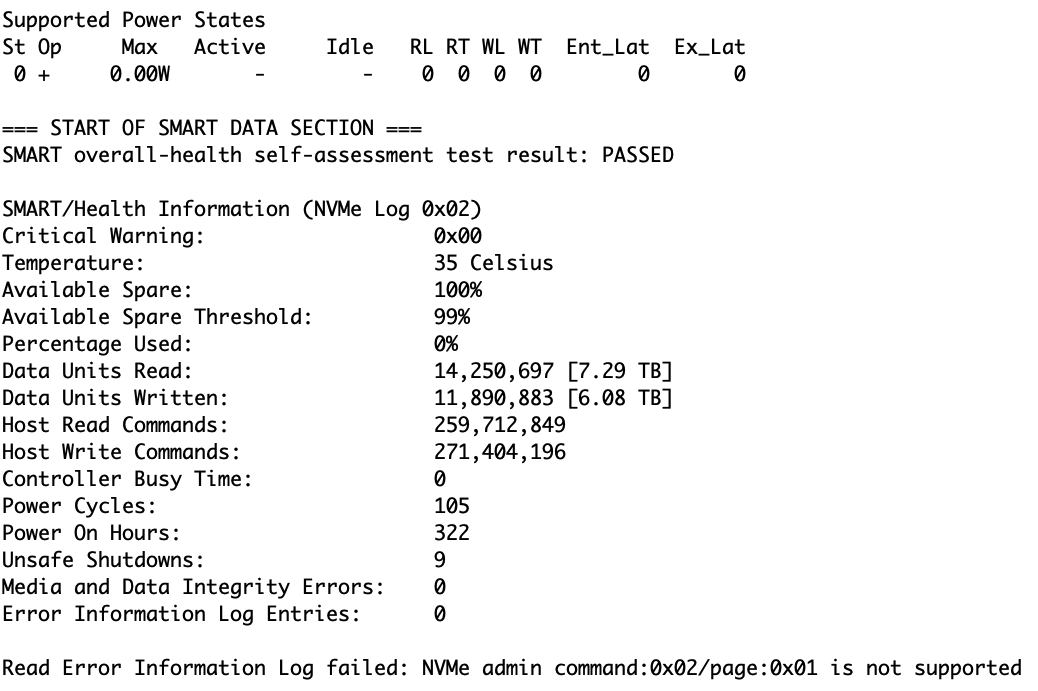 Supported Power States
St Op     Max   Active     Idle   RL RT WL WT  Ent_Lat  Ex_Lat
 0 +     0.00W       -        -    0  0  0  0        0       0

=== START OF SMART DATA SECTION ===
SMART overall-health self-assessment test result: PASSED

SMART/Health Information (NVMe Log 0x02)
Critical Warning:                   0x00
Temperature:                        35 Celsius
Available Spare:                    100%
Available Spare Threshold:          99%
Percentage Used:                    0%
Data Units Read:                    14,250,697 [7.29 TB]
Data Units Written:                 11,890,883 [6.08 TB]
Host Read Commands:                 259,712,849
Host Write Commands:                271,404,196
Controller Busy Time:               0
Power Cycles:                       105
Power On Hours:                     322
Unsafe Shutdowns:                   9
Media and Data Integrity Errors:    0
Error Information Log Entries:      0

Read Error Information Log failed: NVMe admin command:0x02/page:0x01 is not supported